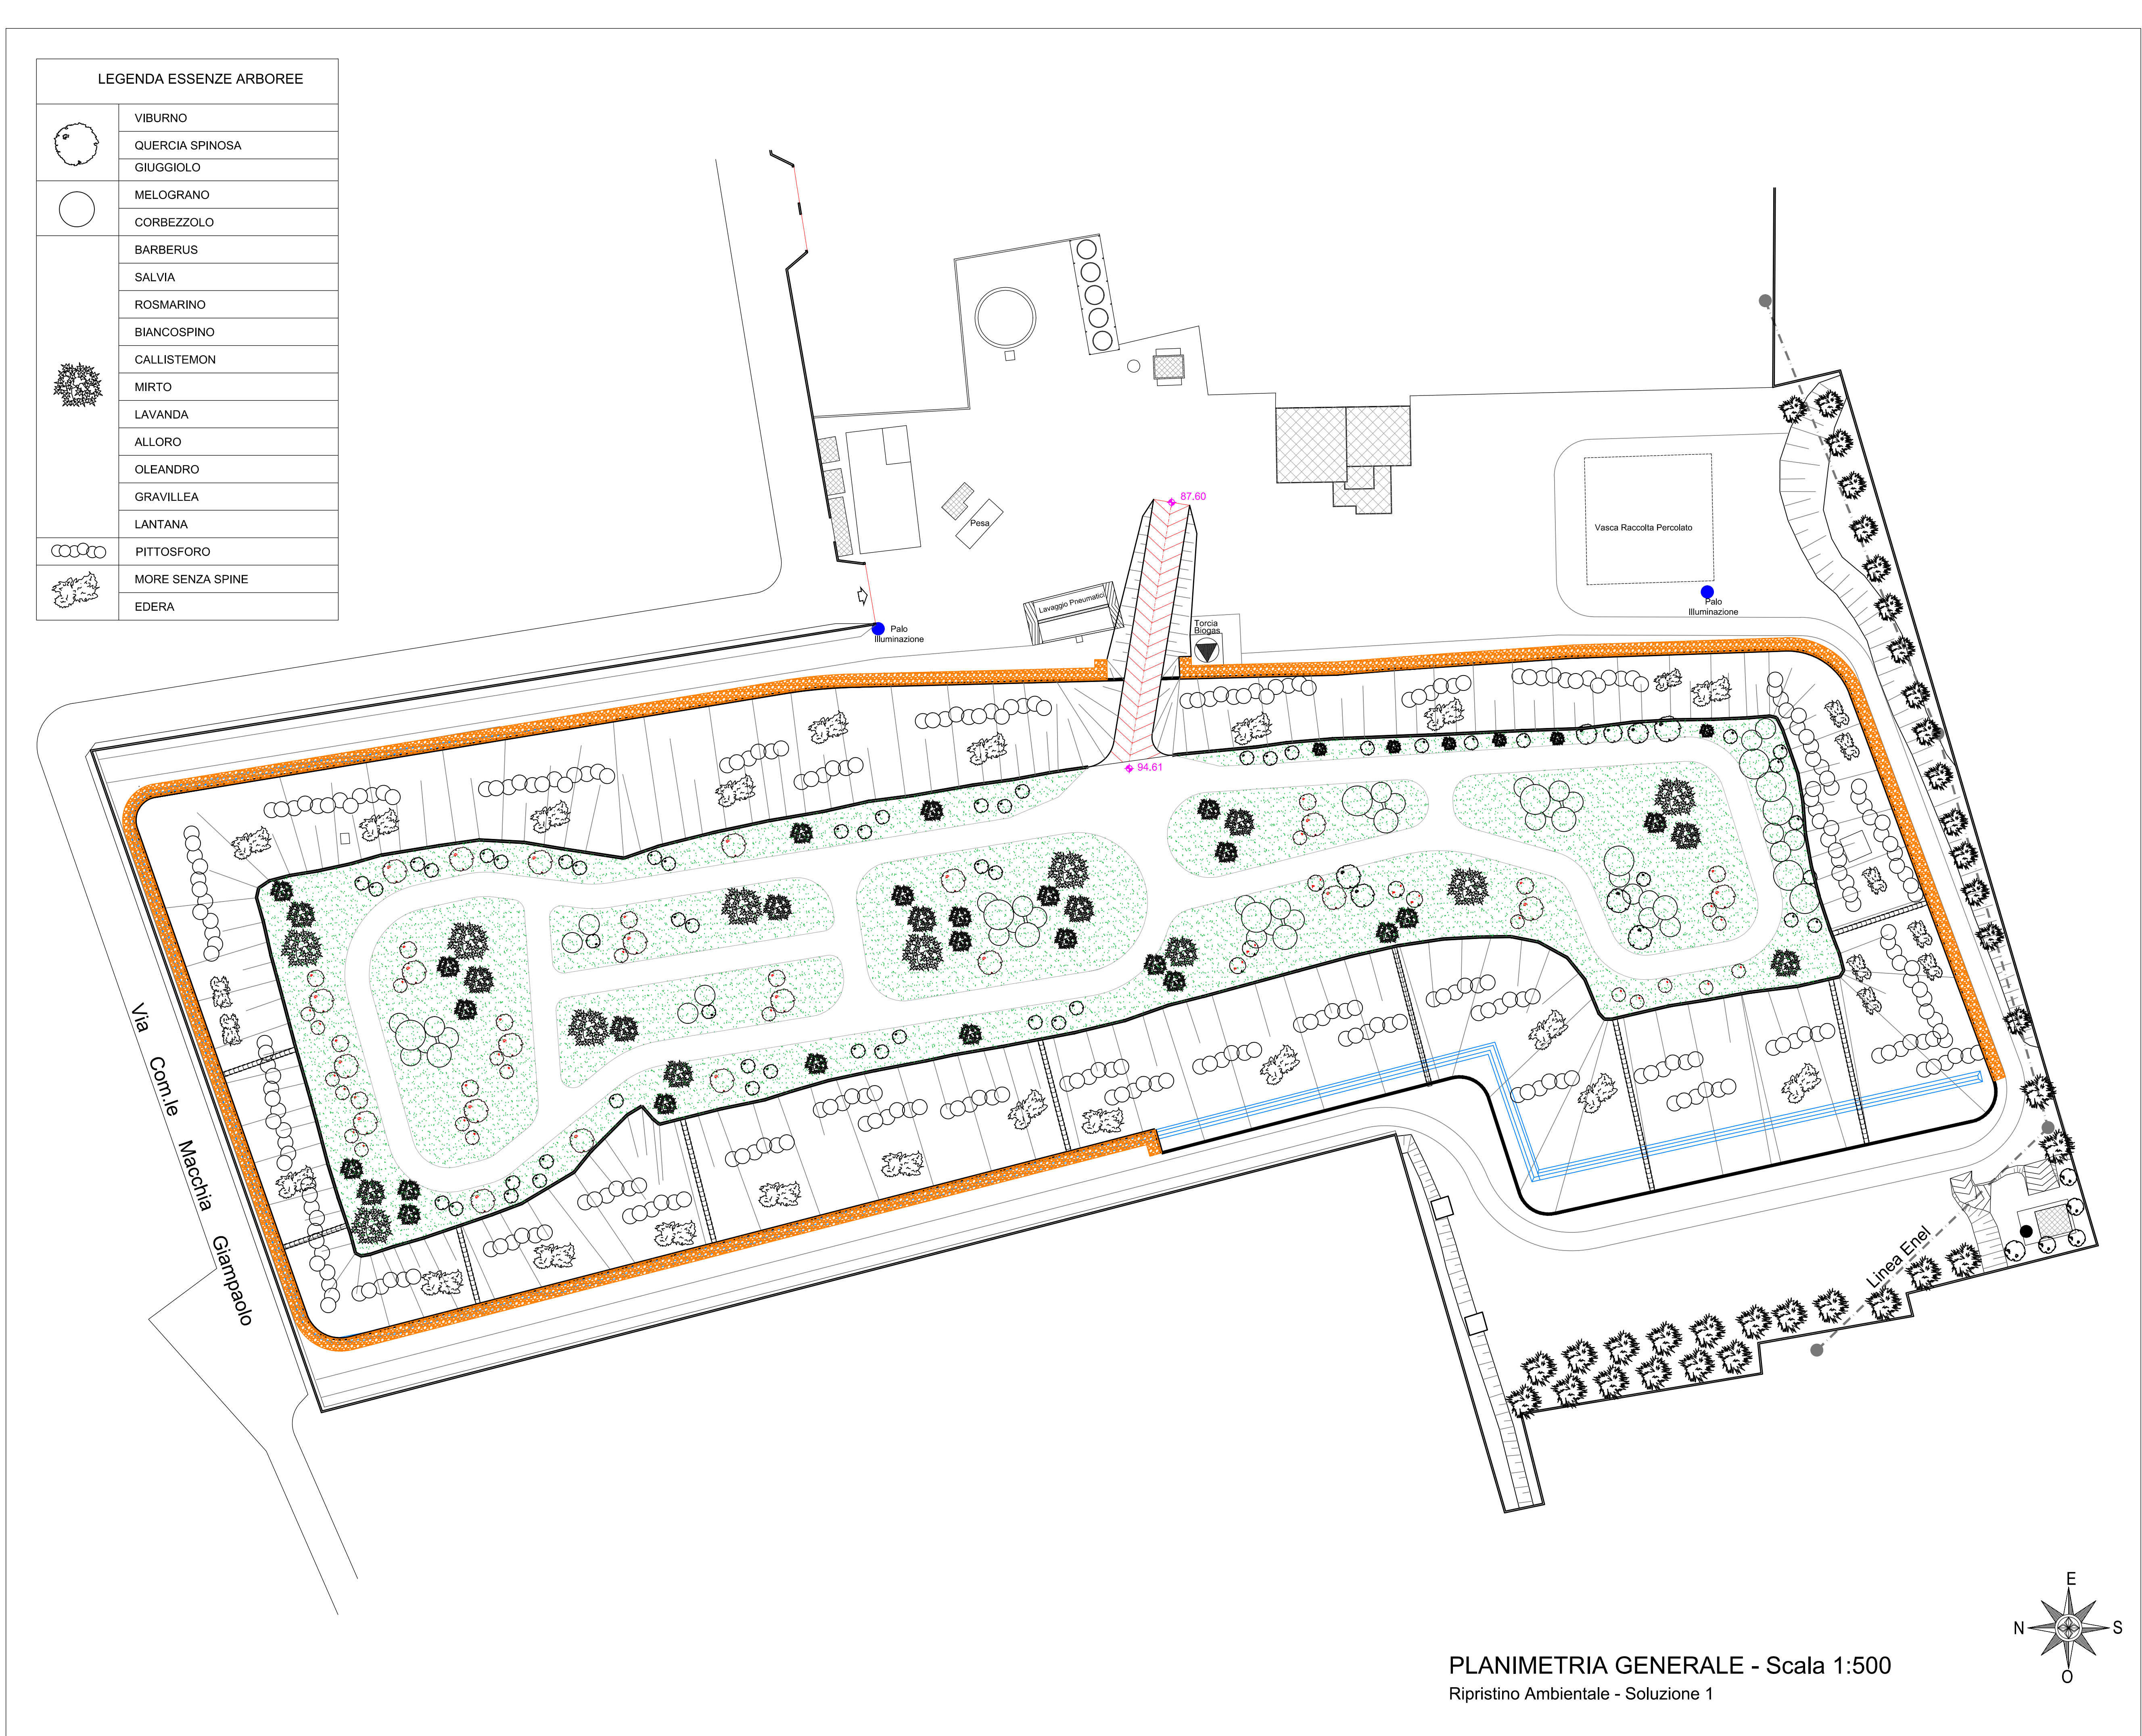 LEGENDA ESSENZE ARBOREE
VIBURNO
QUERCIA SPINOSA
GIUGGIOLO
MELOGRANO
CORBEZZOLO
BARBERUS
SALVIA
ROSMARINO
BIANCOSPINO
CALLISTEMON
MIRTO
LAVANDA
ALLORO
OLEANDRO
GRAVILLEA
LANTANA
PITTOSFORO
MORE SENZA SPINE
EDERA
87.60
Pesa
Vasca Raccolta Percolato
Lavaggio Pneumatici
Palo
Illuminazione
Torcia
Biogas
Palo
Illuminazione
94.61
Via Com.le Macchia Giampaolo
Linea Enel
E
N
S
O
PLANIMETRIA GENERALE - Scala 1:500
Ripristino Ambientale - Soluzione 1